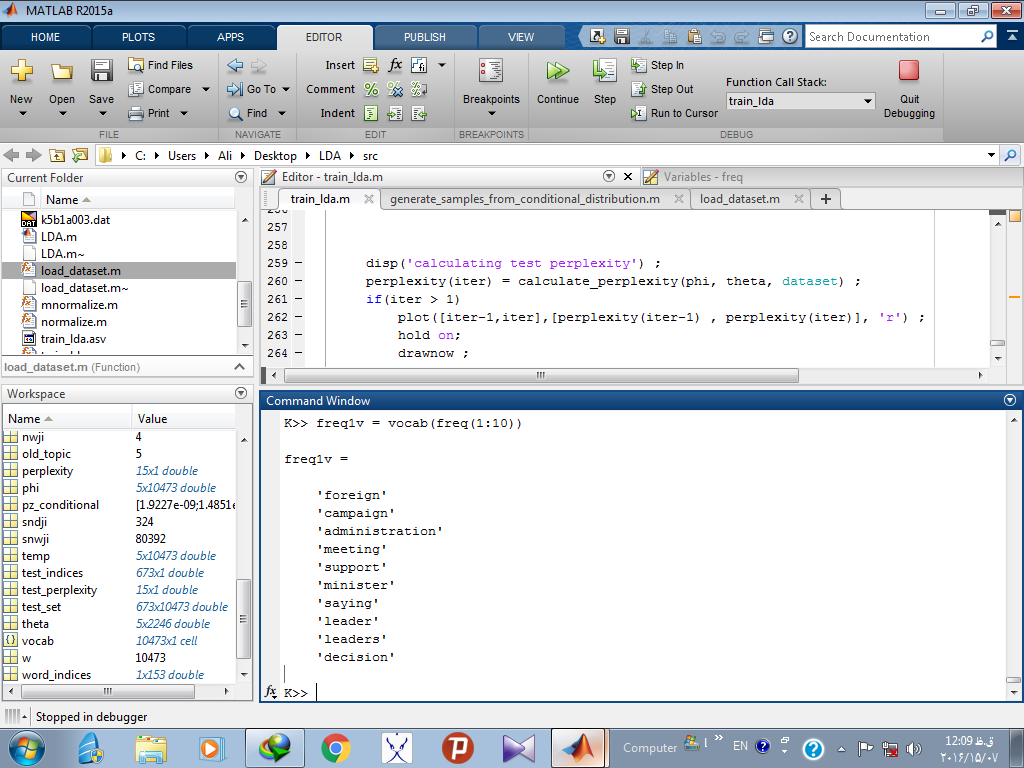 MATLAB R2015a
HOME PLOTS APPS EDITOR PUBLISH VIEW Search Documentation
New Open Save Find Files Compare Print
FILE
Go To Find
NAVIGATE
Insert fx Comment Indent
EDIT
Breakpoints
BREAKPOINTS
Continue Step Step In Step Out Run to Cursor
Function Call Stack:
train_lda
Quit Debugging
DEBUG
C: Users Ali Desktop LDA src
Current Folder
Name
k5b1a003.dat
LDA.m
LDA.m~
load_dataset.m
load_dataset.m~
mnormalize.m
normalize.m
train_lda.asv
load_dataset.m (Function)
Workspace
Name Value
nwji 4
old_topic 5
perplexity 15x1 double
phi 5x10473 double
pz_conditional [1.9227e-09;1.4851e
sndji 324
snwji 80392
temp 5x10473 double
test_indices 673x1 double
test_perplexity 15x1 double
test_set 673x10473 double
theta 5x2246 double
vocab 10473x1 cell
w 10473
word_indices 1x153 double
Editor - train_lda.m
Variables - freq
train_lda.m generate_samples_from_conditional_distribution.m load_dataset.m
256
257
258
259 disp('calculating test perplexity') ;
260 perplexity(iter) = calculate_perplexity(phi, theta, dataset) ;
261 if(iter > 1)
262 plot([iter-1,iter],[perplexity(iter-1) , perplexity(iter)], 'r') ;
263 hold on;
264 drawnow ;
Command Window
K>> freq1v = vocab(freq(1:10))
freq1v =
'foreign'
'campaign'
'administration'
'meeting'
'support'
'minister'
'saying'
'leader'
'leaders'
'decision'
fx K>>
Stopped in debugger
Computer EN 12:09 ق.ظ
۲۰۱۶/۱۵/۰۷